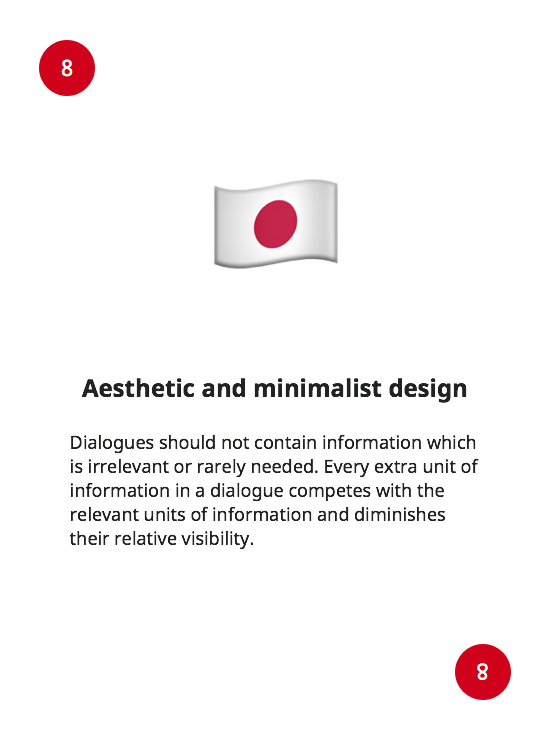 8
Aesthetic and minimalist design
Dialogues should not contain information which
is irrelevant or rarely needed. Every extra unit of
information in a dialogue competes with the
relevant units of information and diminishes
their relative visibility.
8